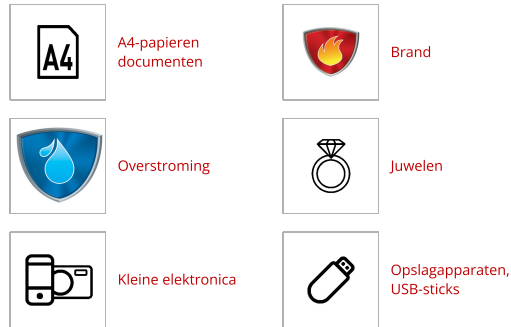 A4
A4-papieren
documenten
Brand
Overstroming
Juwelen
Kleine elektronica
Opslagapparaten,
USB-sticks